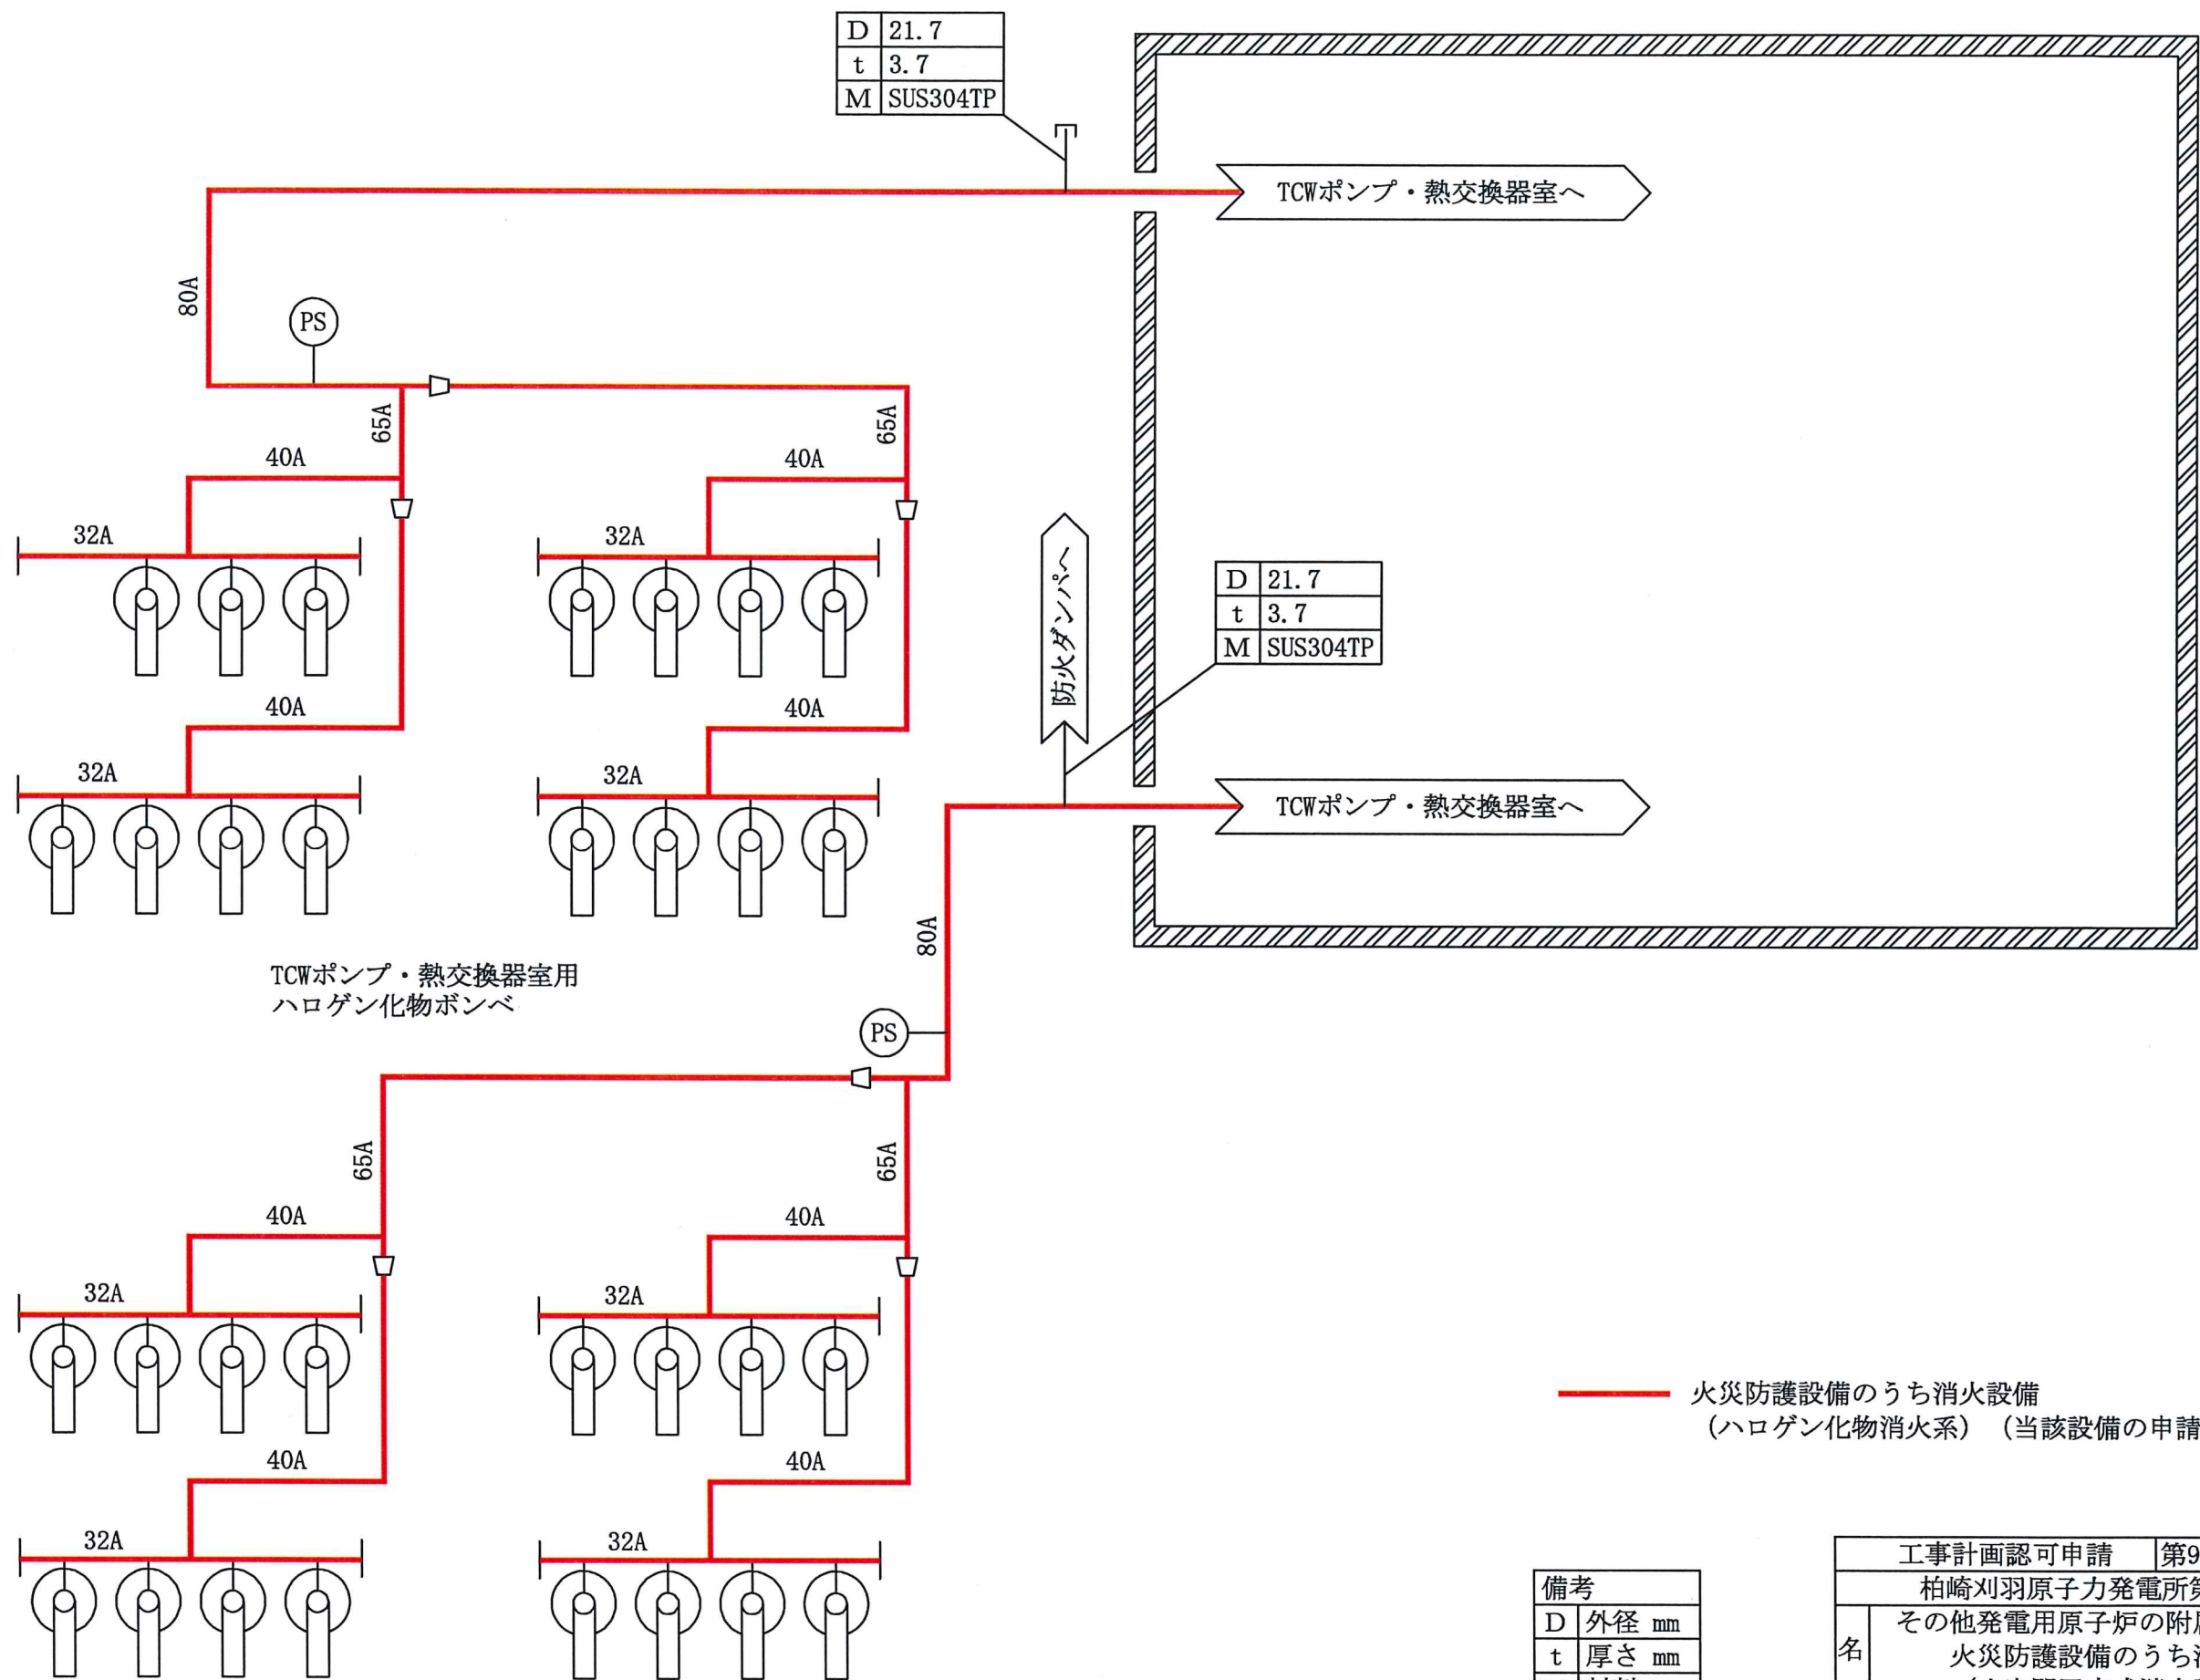 D 21.7
t 3.7
M SUS304TP
TCWポンプ・熱交換器室へ
80A
PS
65A
65A
40A
40A
32A
32A
防火ダンパへ
D 21.7
t 3.7
M SUS304TP
40A
40A
32A
32A
TCWポンプ・熱交換器室へ
80A
TCWポンプ・熱交換器室用
ハロゲン化物ボンベ
PS
65A
65A
40A
40A
32A
32A
火災防護設備のうち消火設備
(ハロゲン化物消火系) (当該設備の申請
40A
40A
32A
32A
備考
D 外径 mm
t 厚さ mm
工事計画認可申請 第9
柏崎刈羽原子力発電所第
名
その他発電用原子炉の附
火災防護設備のうち